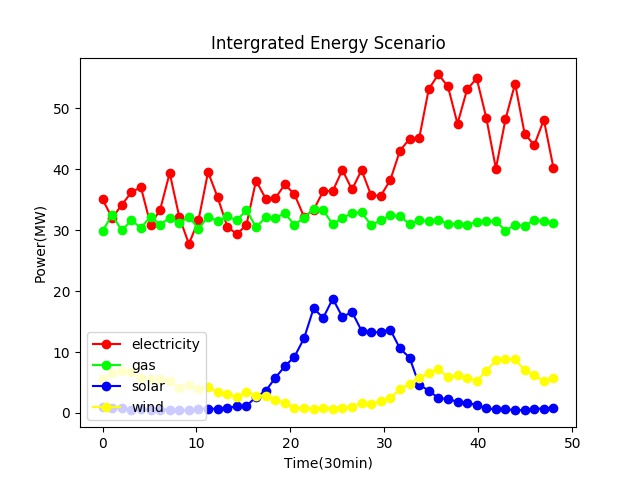 Intergrated Energy Scenario
Power(MW)
50
40
30
20
10
0
electricity
gas
solar
wind
0 10 20 30 40 50
Time(30min)